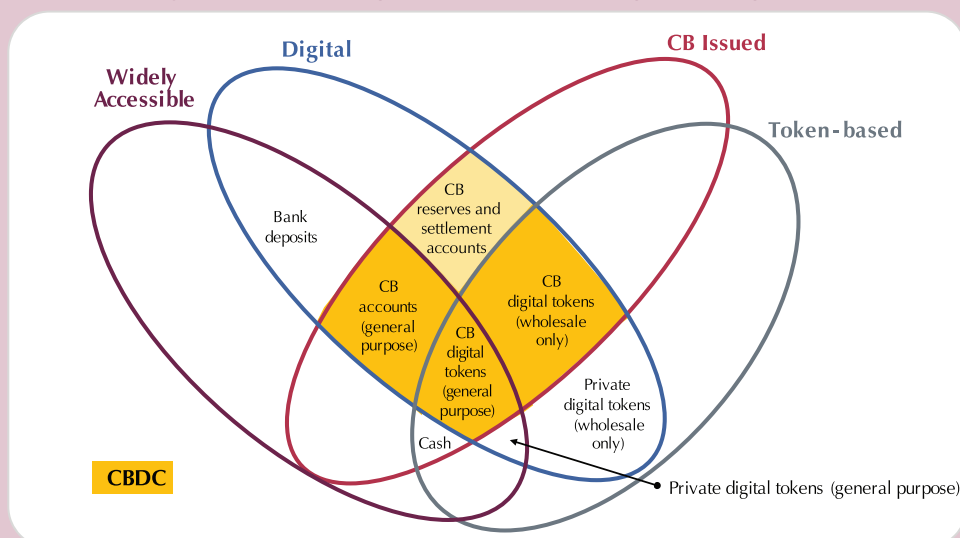 Digital
CB Issued
Widely
Accessible
Token-based
CB
reserves and
settlement
accounts
Bank
deposits
CB
accounts
(general
purpose)
CB
digital tokens
(wholesale
only)
CB
digital
tokens
(general
purpose)
Private
digital tokens
(wholesale
only)
Cash
CBDC
Private digital tokens (general purpose)